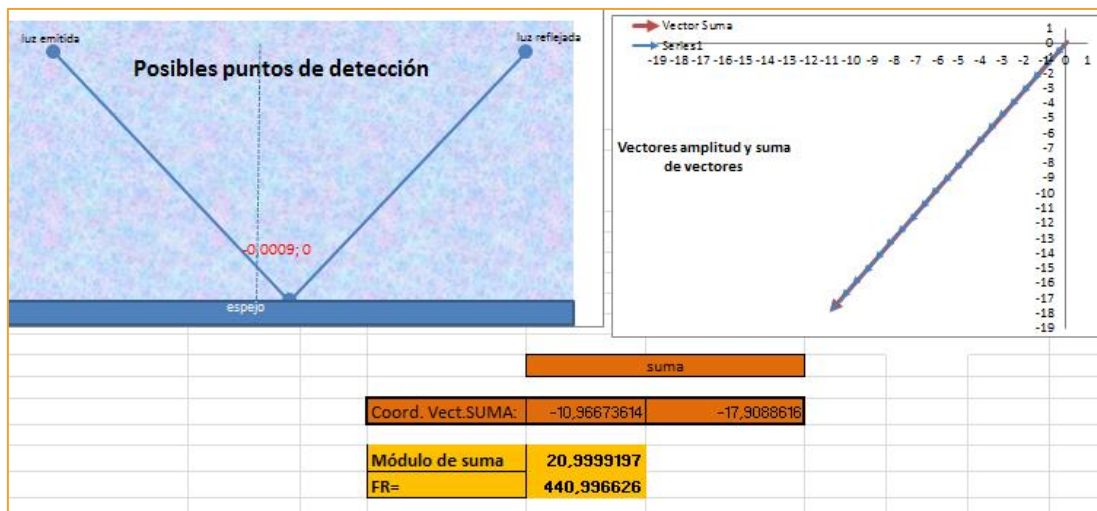 luz emitida
luz reflejada
Posibles puntos de detección
-0,0009; 0
espejo
Vector Suma
Series1
1
0
-19 -18 -17 -16 -15 -14 -13 -12 -11 -10 -9 -8 -7 -6 -5 -4 -3 -2 -1 0 1
-2
-3
-4
-5
-6
-7
-8
-9
-10
-11
-12
-13
-14
-15
-16
-17
-18
-19
Vectores amplitud y suma
de vectores
suma
Coord. Vect.SUMA: -10,96673614 -17,9088616
Módulo de suma 20,9999197
FR= 440,996626